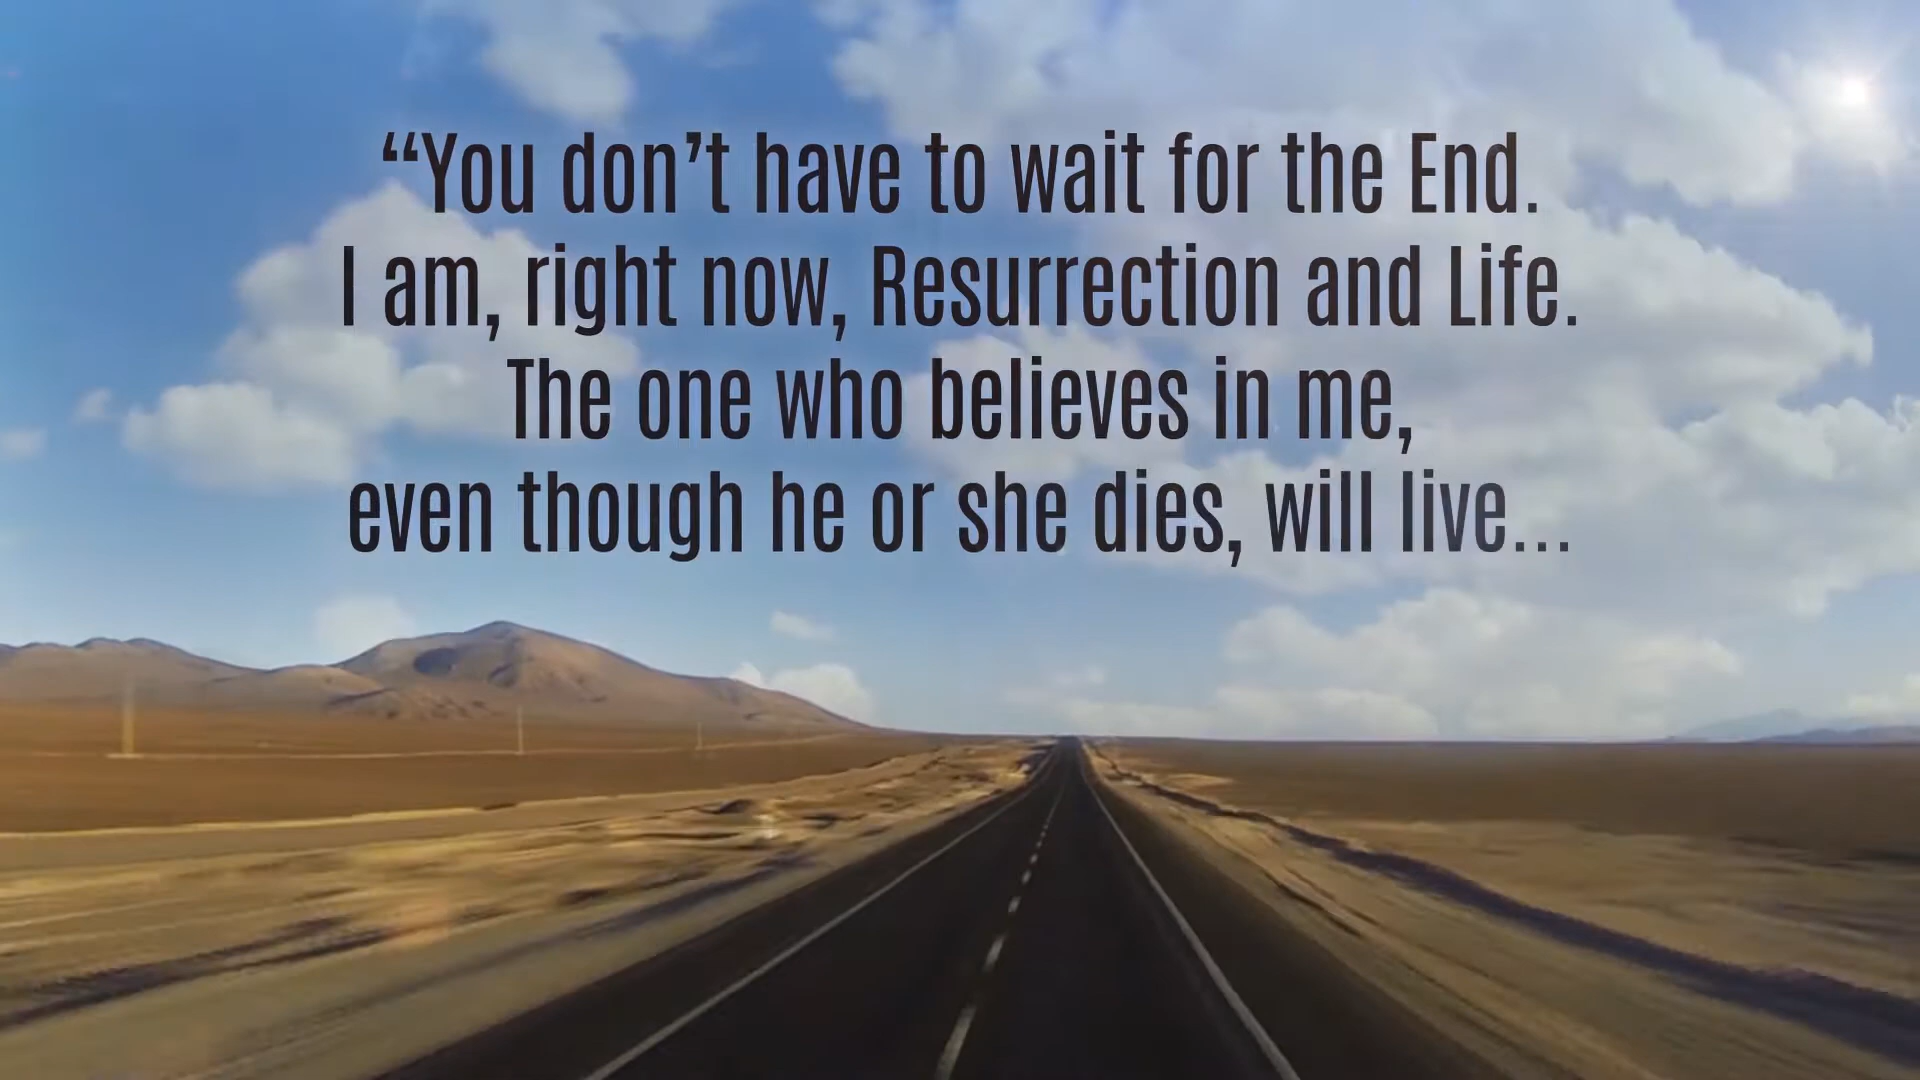 “You don’t have to wait for the End.
I am, right now, Resurrection and Life.
The one who believes in me,
even though he or she dies, will live...